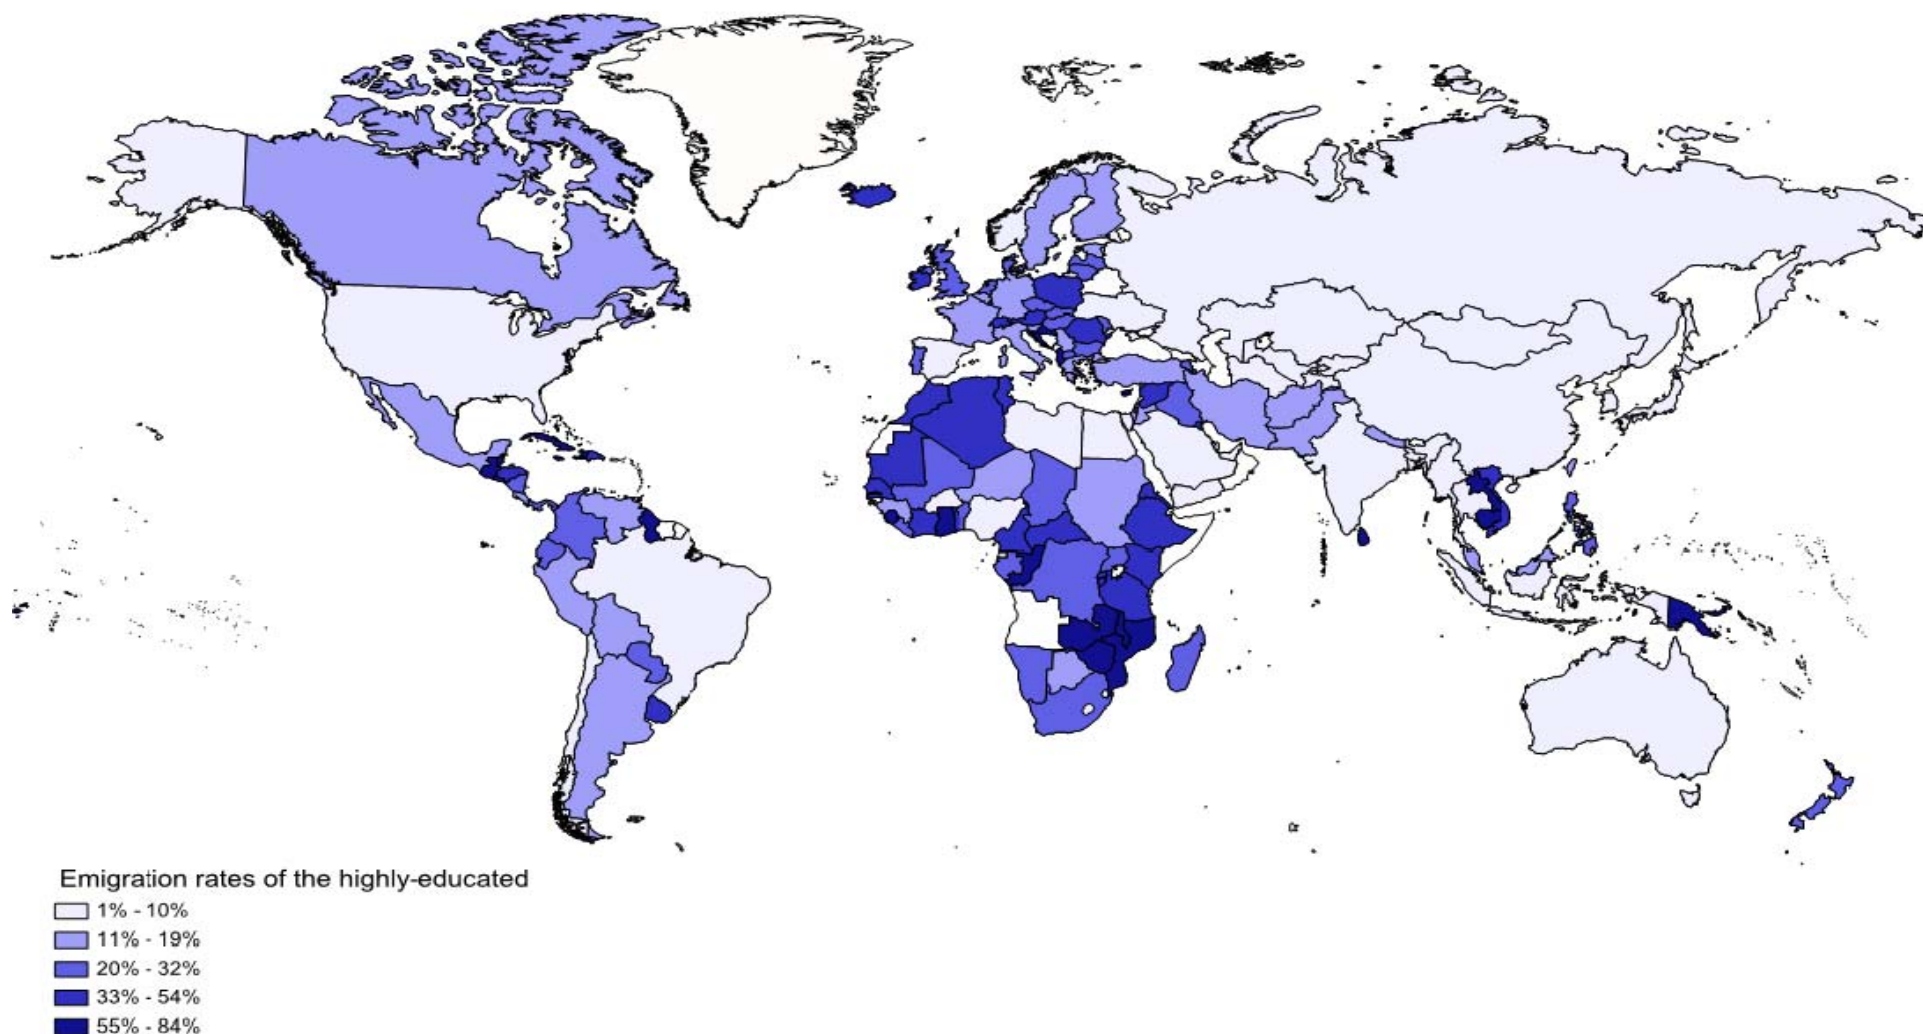 Emigration rates of the highly-educated
1% - 10%
11% - 19%
20% - 32%
33% - 54%
55% - 84%